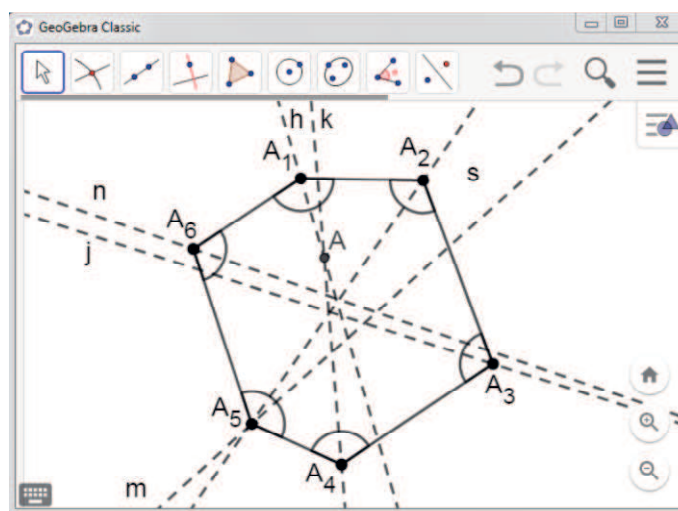 GeoGebra Classic
h k
A₁ A₂
s
n
A₆
A
j
A₃
A₅
A₄
m